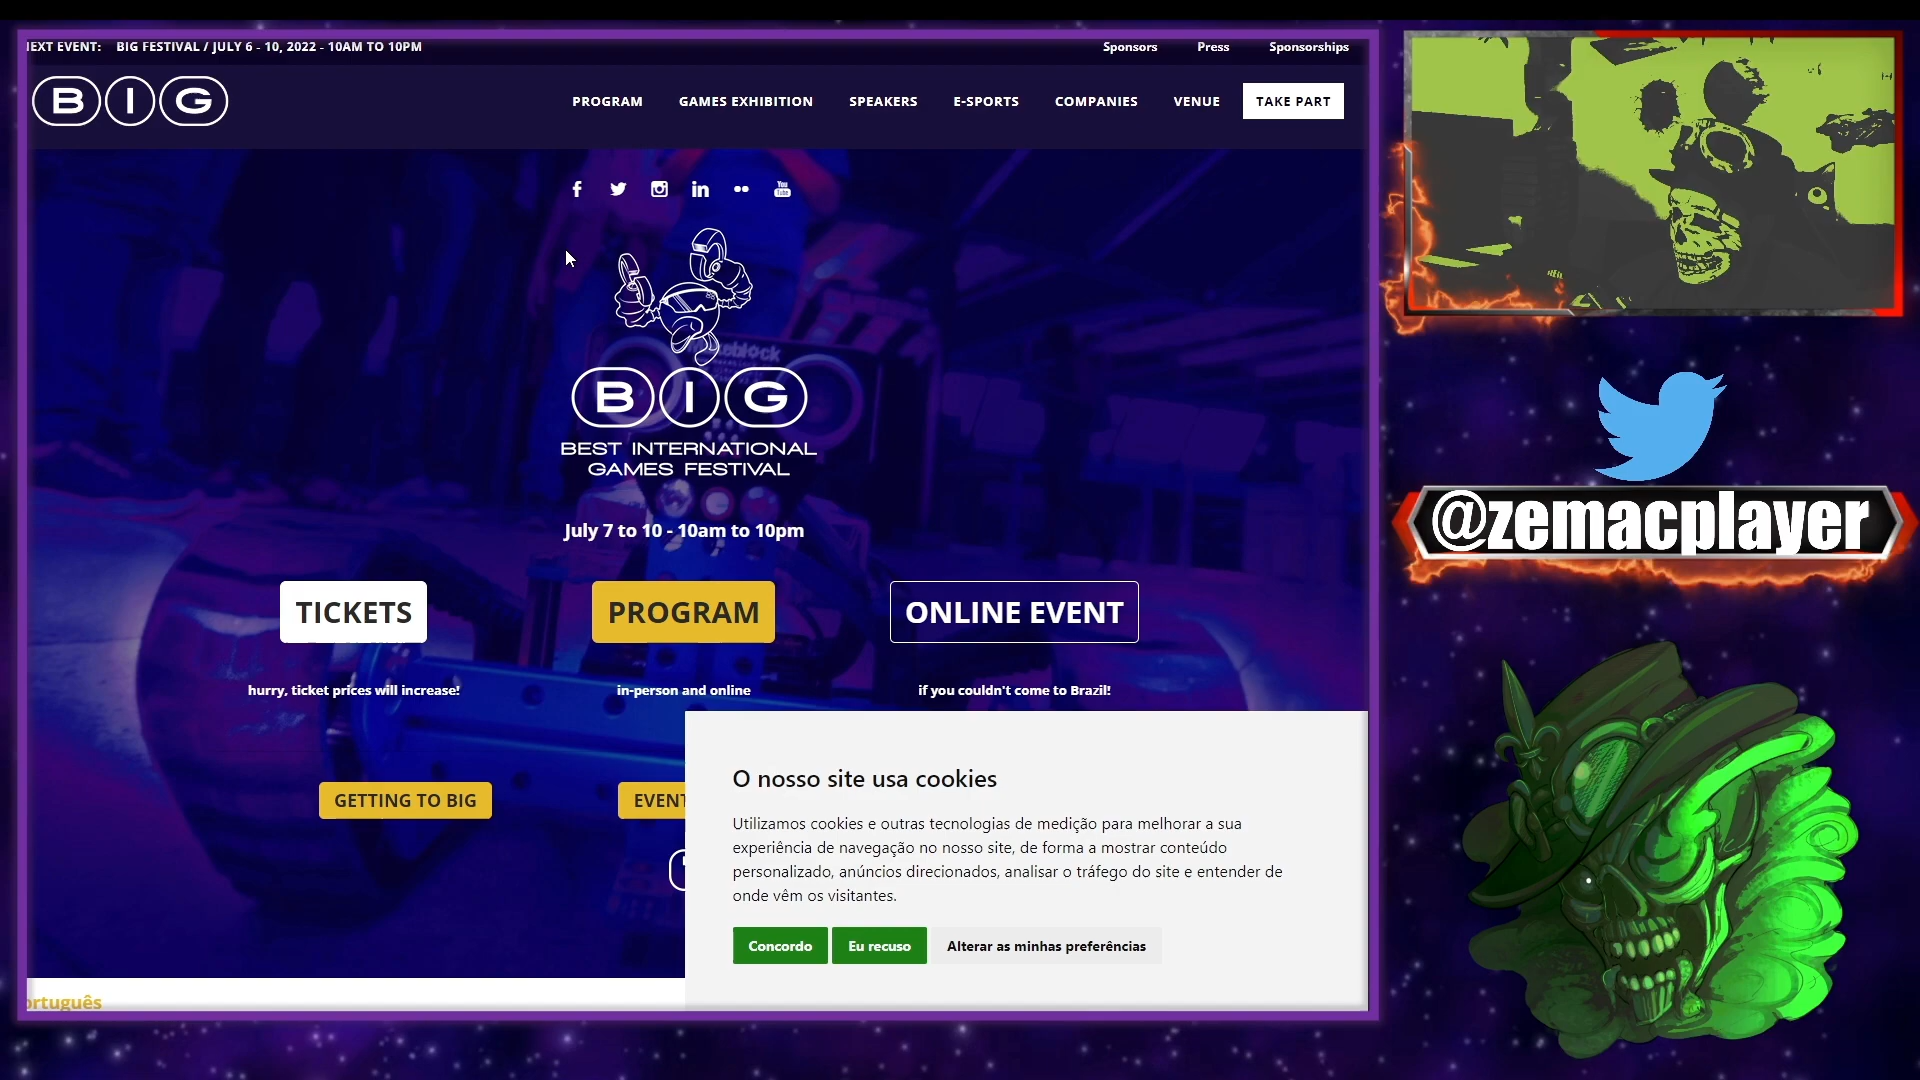 NEXT EVENT: BIG FESTIVAL / JULY 6 - 10, 2022 - 10AM TO 10PM
Sponsors Press Sponsorships
BIG
PROGRAM GAMES EXHIBITION SPEAKERS E-SPORTS COMPANIES VENUE TAKE PART
You Tube
makeblock
BIG
BEST INTERNATIONAL
GAMES FESTIVAL
July 7 to 10 - 10am to 10pm
TICKETS PROGRAM ONLINE EVENT
hurry, ticket prices will increase! in-person and online if you couldn't come to Brazil!
GETTING TO BIG EVENT
O nosso site usa cookies
Utilizamos cookies e outras tecnologias de medição para melhorar a sua
experiência de navegação no nosso site, de forma a mostrar conteúdo
personalizado, anúncios direcionados, analisar o tráfego do site e entender de
onde vêm os visitantes.
Concordo Eu recuso Alterar as minhas preferências
ortuguês
@zemacplayer